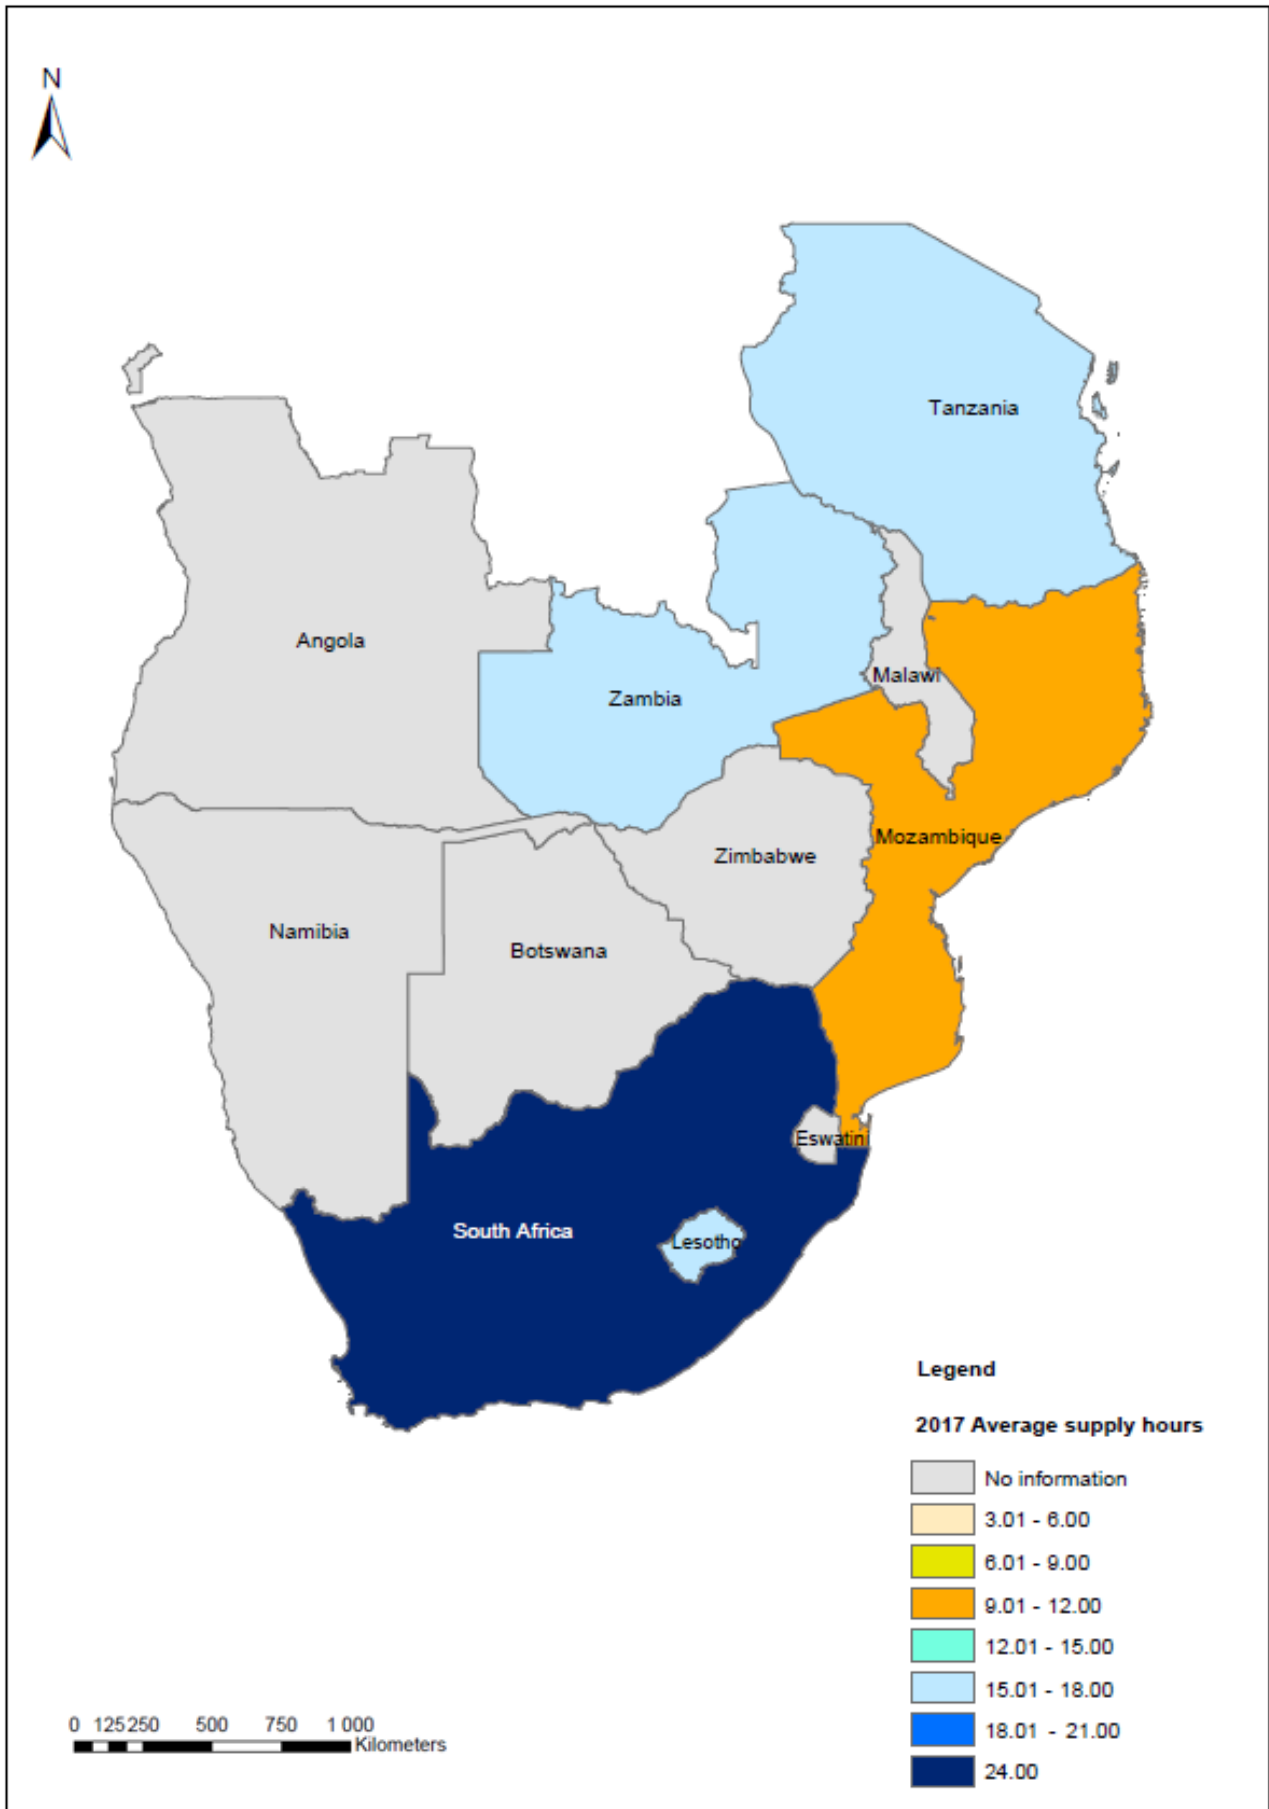 N
Tanzania
Angola
Zambia
Malawi
Mozambique
Zimbabwe
Namibia
Botswana
Eswatini
South Africa
Lesotho
Legend
2017 Average supply hours
No information
3.01 - 6.00
6.01 - 9.00
9.01 - 12.00
12.01 - 15.00
15.01 - 18.00
18.01 - 21.00
24.00
0 125 250 500 750 1 000
Kilometers